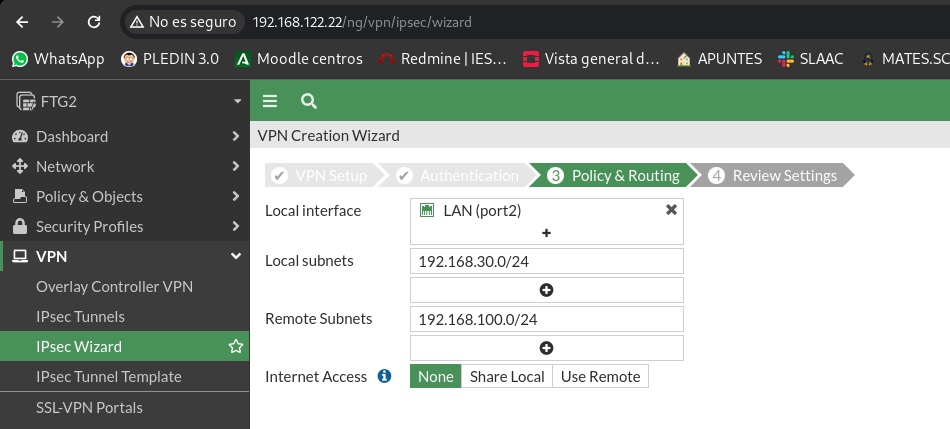 No es seguro 192.168.122.22/ng/vpn/ipsec/wizard
WhatsApp PLEDIN 3.0 Moodle centros Redmine | IES... Vista general d... APUNTES SLAAC MATES.SC
FTG2
Dashboard
Network
Policy & Objects
Security Profiles
VPN
Overlay Controller VPN
IPsec Tunnels
IPsec Wizard
IPsec Tunnel Template
SSL-VPN Portals
VPN Creation Wizard
VPN Setup Authentication 3 Policy & Routing 4 Review Settings
Local interface LAN (port2)
Local subnets 192.168.30.0/24
Remote Subnets 192.168.100.0/24
Internet Access None Share Local Use Remote